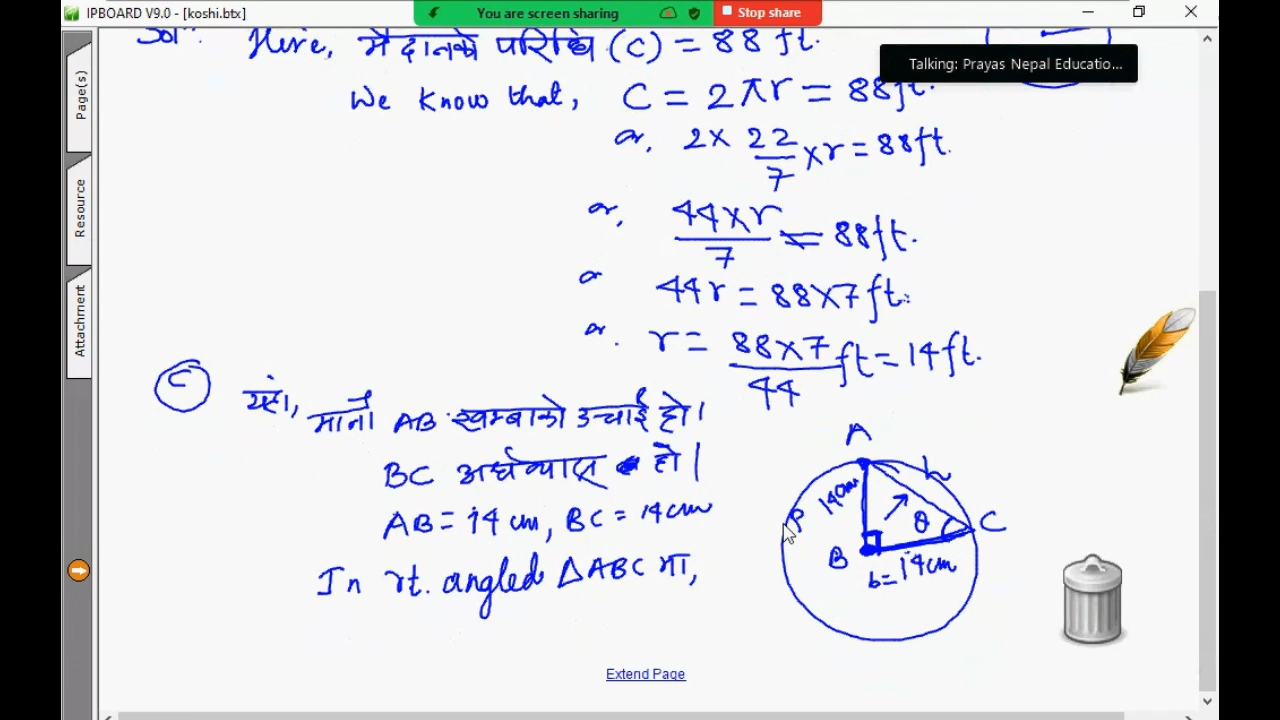 IPBOARD V9.0 - [koshi.btx]
You are screen sharing
Stop share
Talking: Prayas Nepal Educatio...
Page(s)
Resource
Attachment
Solⁿ. Here, मैदानको परिधि (C) = 88 ft.
We know that, C = 2πr = 88ft.
or, 2 × 22/7 × r = 88ft.
or, 44×r/7 = 88ft.
or 44r = 88×7 ft.
or. r = 88×7/44 ft = 14ft.
C यहाँ, मानौं AB खम्बाको उचाई हो।
BC अर्धव्यास हो।
AB = 14 cm, BC = 14cm
In rt. angled ΔABC मा,
A
h
14cm
P
θ
C
B
b = 14cm
Extend Page